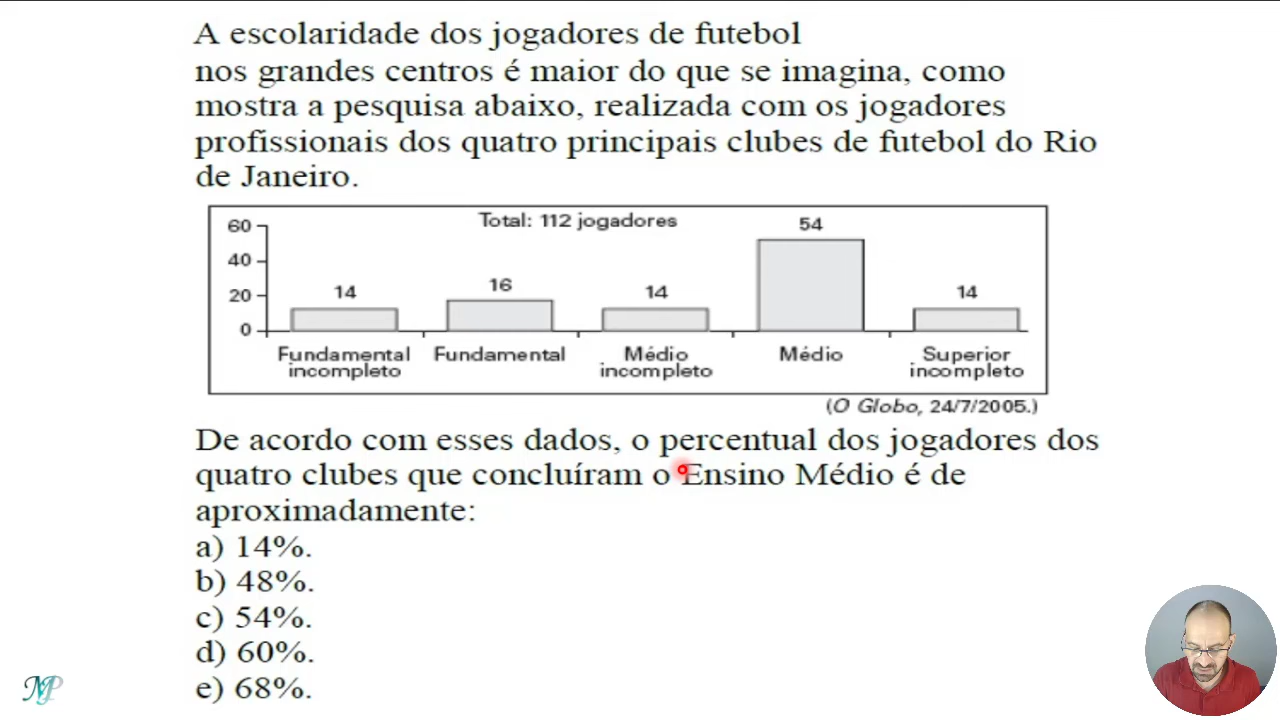 A escolaridade dos jogadores de futebol
nos grandes centros é maior do que se imagina, como
mostra a pesquisa abaixo, realizada com os jogadores
profissionais dos quatro principais clubes de futebol do Rio
de Janeiro.
Total: 112 jogadores
60
40
20
0
14
16
14
54
14
Fundamental incompleto
Fundamental
Médio incompleto
Médio
Superior incompleto
(O Globo, 24/7/2005.)
De acordo com esses dados, o percentual dos jogadores dos
quatro clubes que concluíram o Ensino Médio é de
aproximadamente:
a) 14%.
b) 48%.
c) 54%.
d) 60%.
e) 68%.
MP